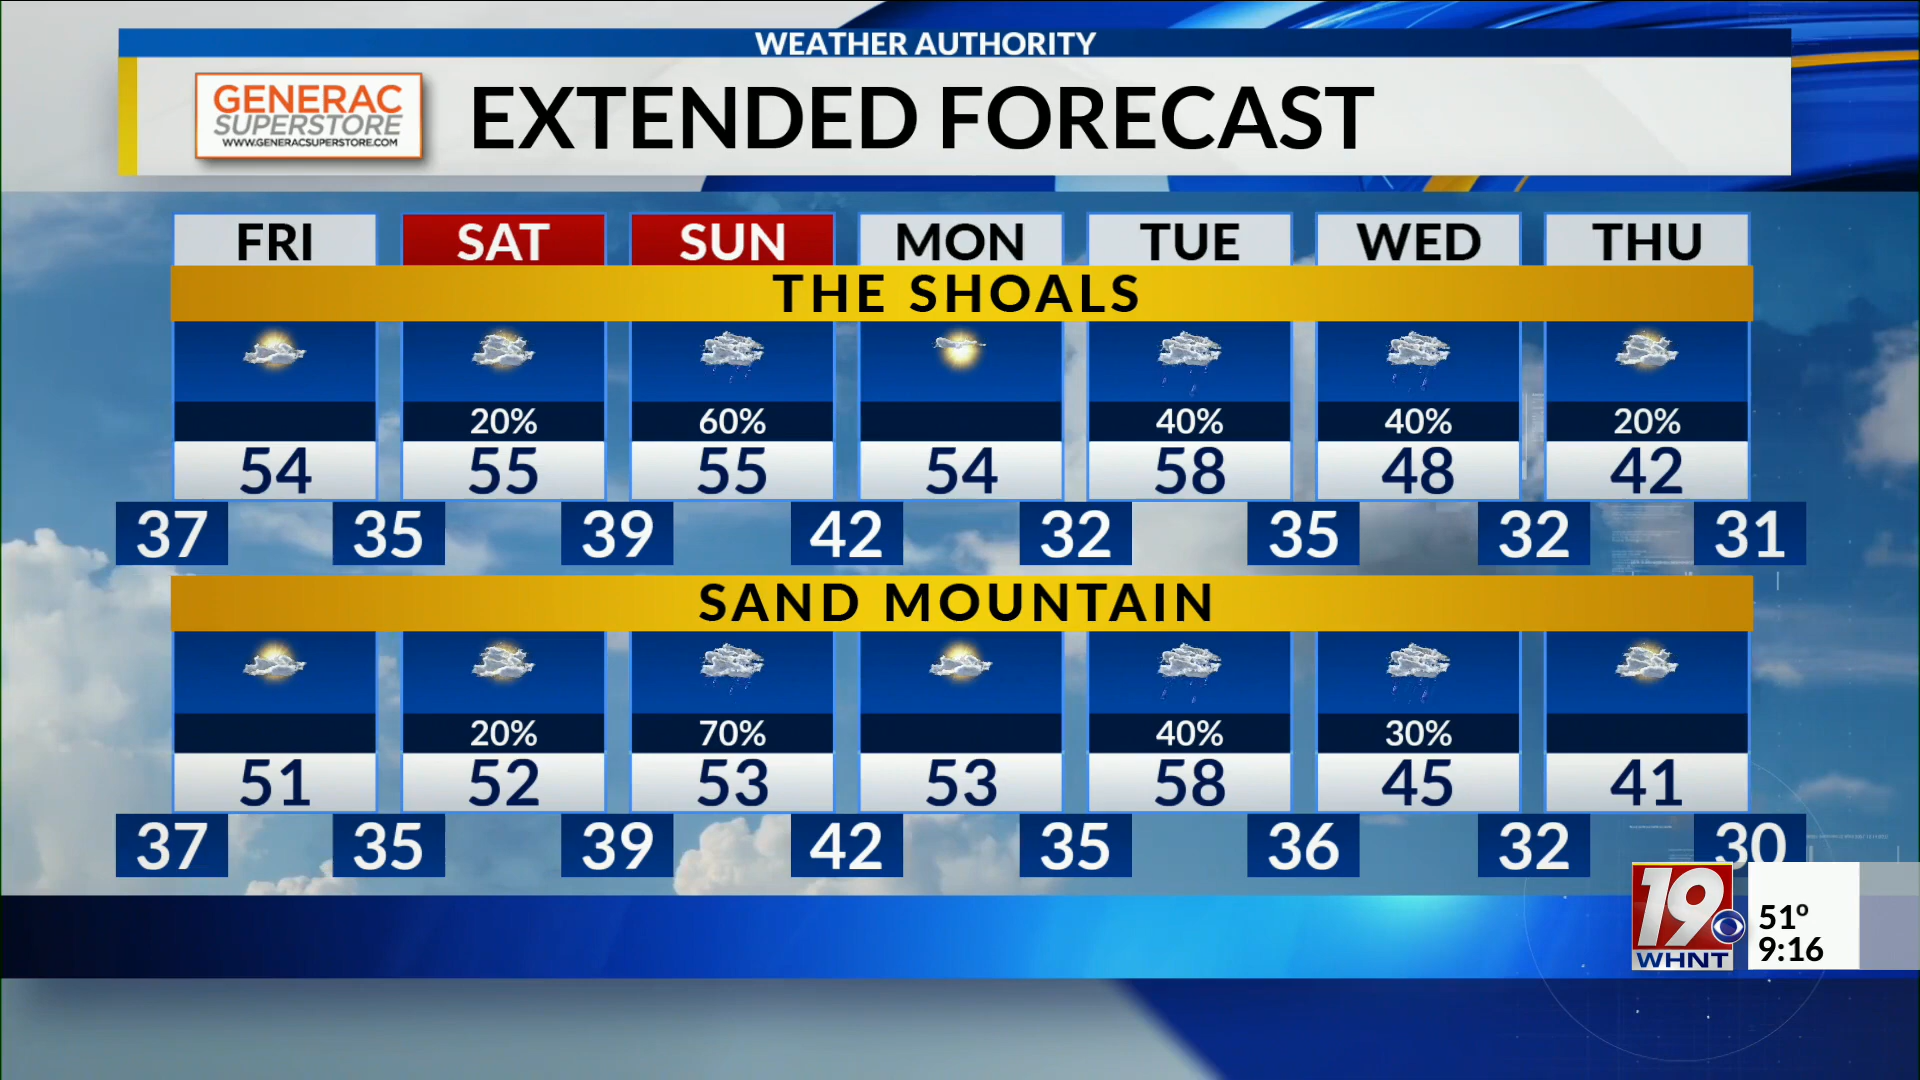 WEATHER AUTHORITY
GENERAC
SUPERSTORE
WWW.GENERACSUPERSTORE.COM
EXTENDED FORECAST
FRI SAT SUN MON TUE WED THU
THE SHOALS
20% 60% 40% 40% 20%
54 55 55 54 58 48 42
37 35 39 42 32 35 32 31
SAND MOUNTAIN
20% 70% 40% 30%
51 52 53 53 58 45 41
37 35 39 42 35 36 32 30
19
WHNT
51º
9:16